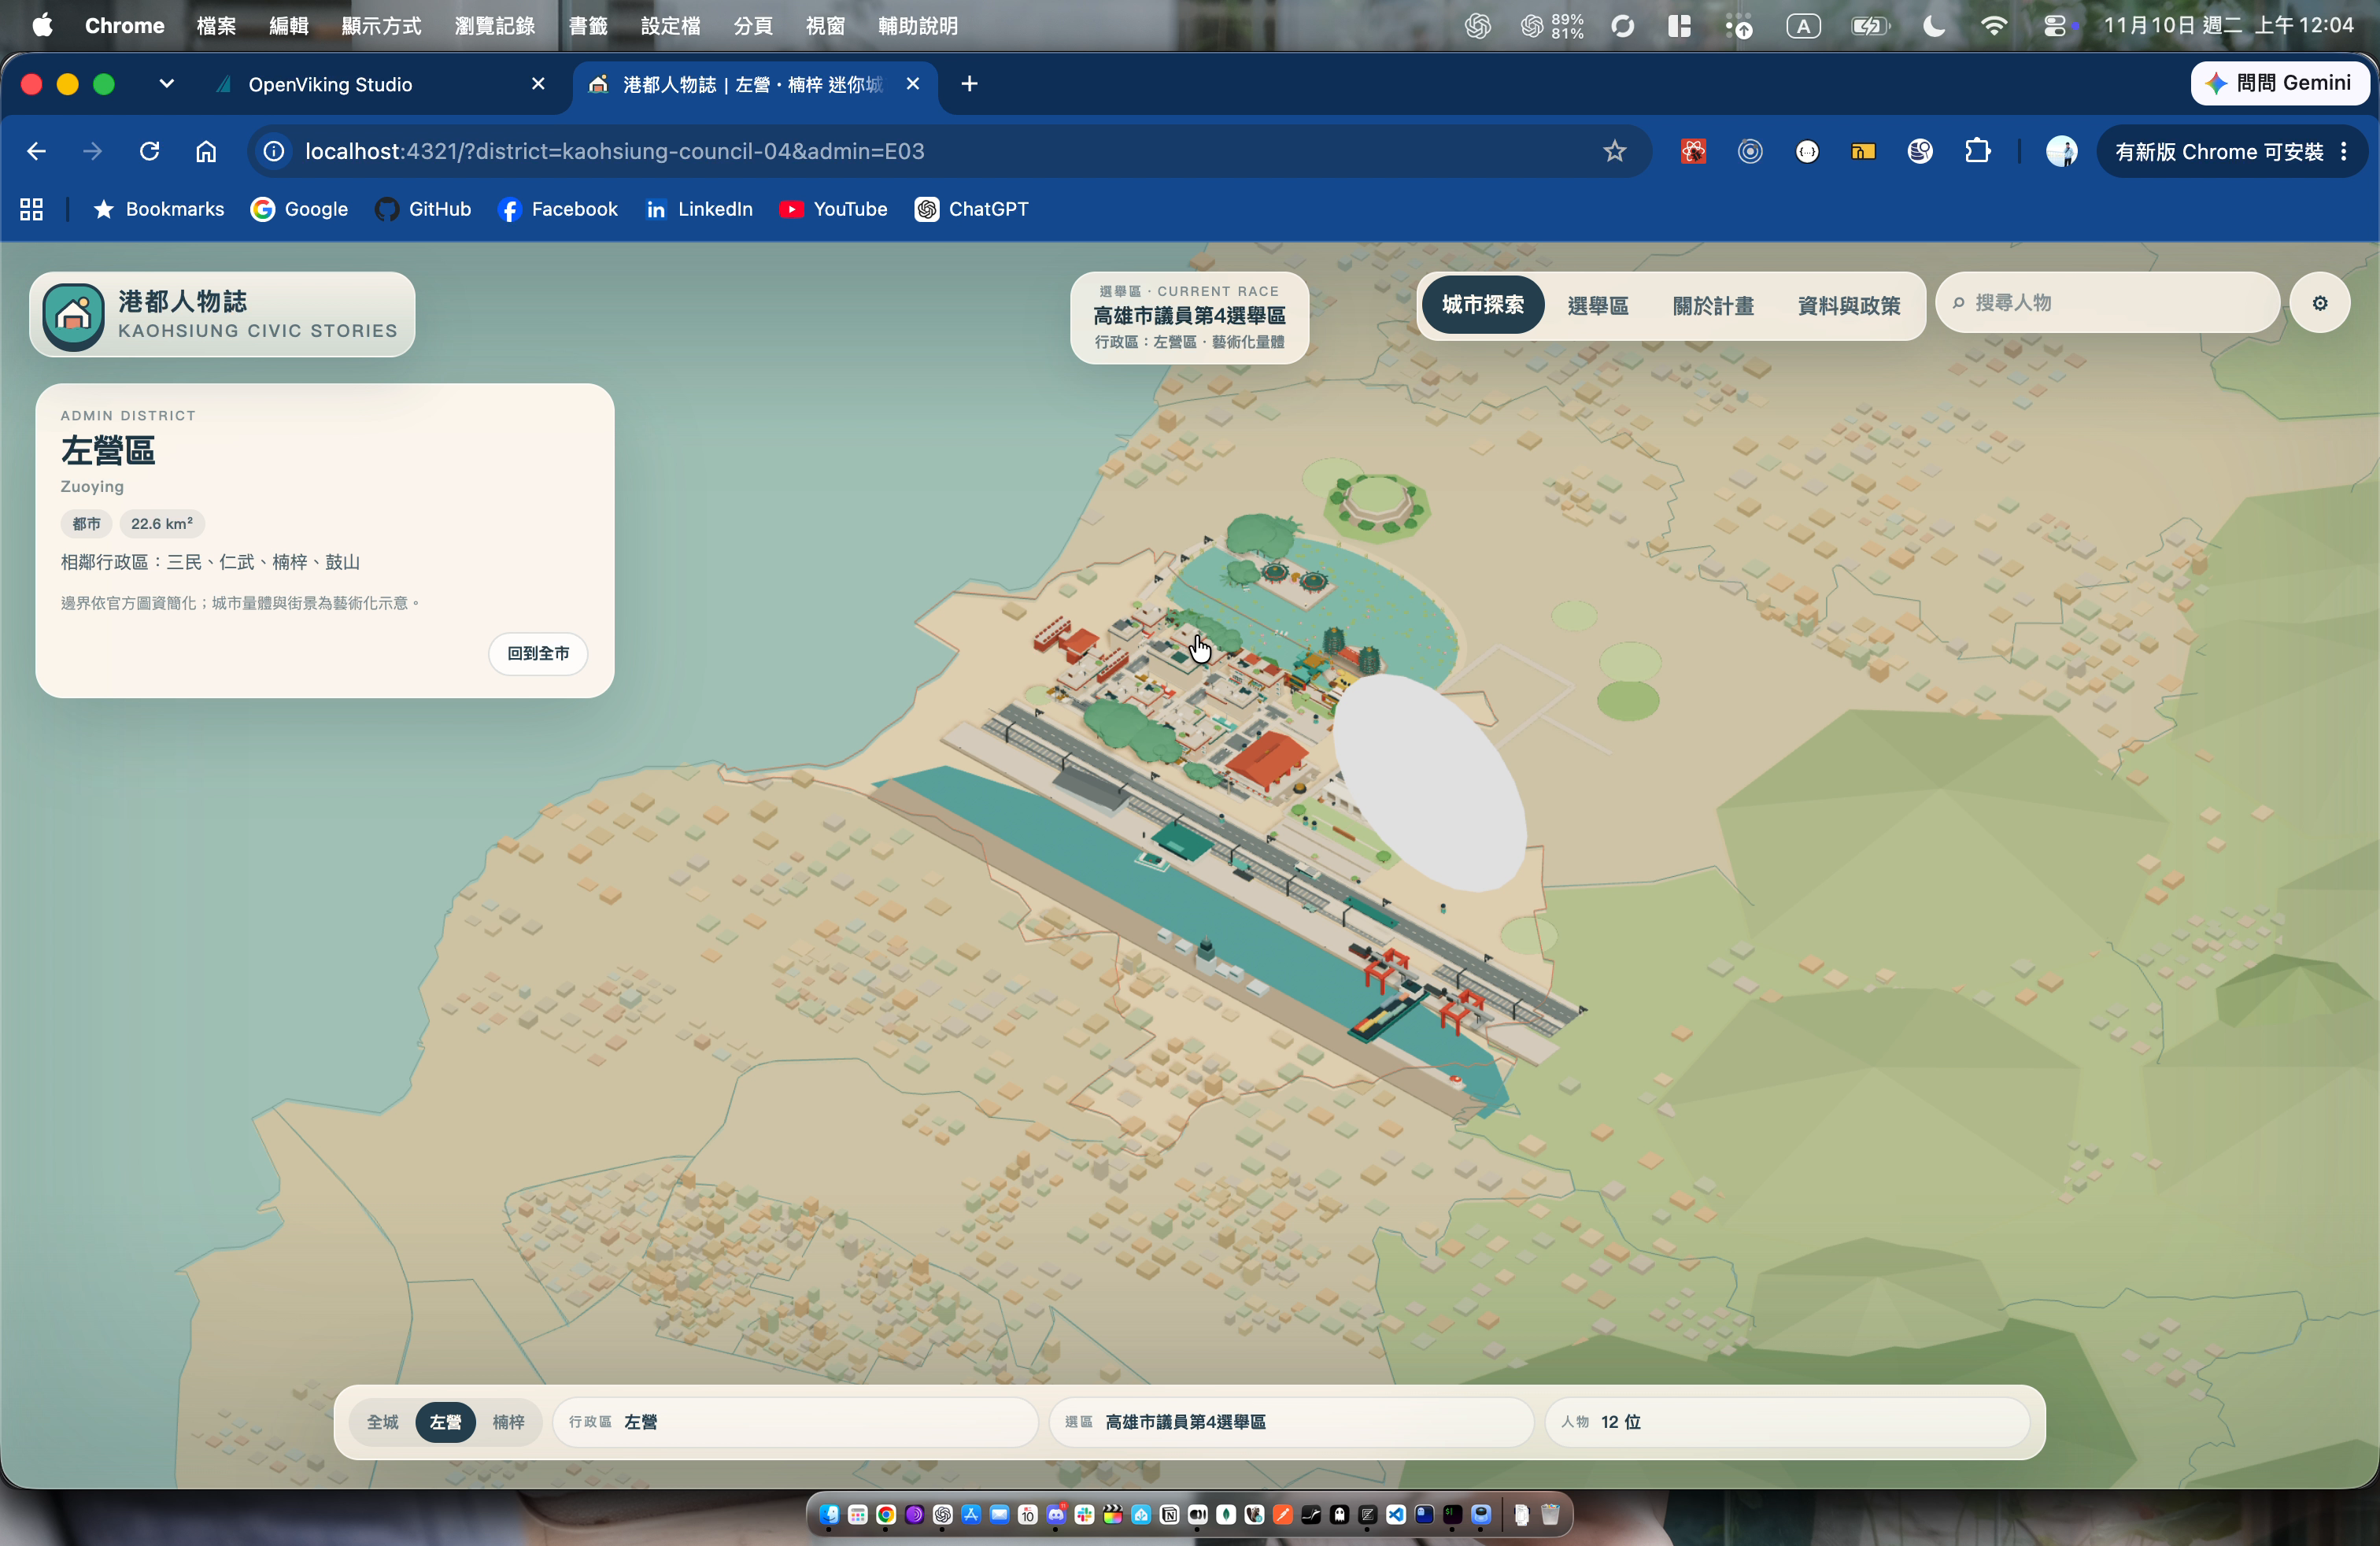 Chrome 檔案 編輯 顯示方式 瀏覽記錄 書籤 設定檔 分頁 視窗 輔助說明 89% 81% A 11月10日 週二 上午 12:04
OpenViking Studio 港都人物誌 | 左營・楠梓 迷你城 問問 Gemini
localhost:4321/?district=kaohsiung-council-04&admin=E03 有新版 Chrome 可安裝
Bookmarks Google GitHub Facebook LinkedIn YouTube ChatGPT
港都人物誌
KAOHSIUNG CIVIC STORIES
選舉區 · CURRENT RACE
高雄市議員第4選舉區
行政區：左營區 · 藝術化量體
城市探索 選舉區 關於計畫 資料與政策 搜尋人物
ADMIN DISTRICT
左營區
Zuoying
都市 22.6 km²
相鄰行政區：三民、仁武、楠梓、鼓山
邊界依官方圖資簡化；城市量體與街景為藝術化示意。
回到全市
全城 左營 楠梓 行政區 左營 選區 高雄市議員第4選舉區 人物 12 位
10